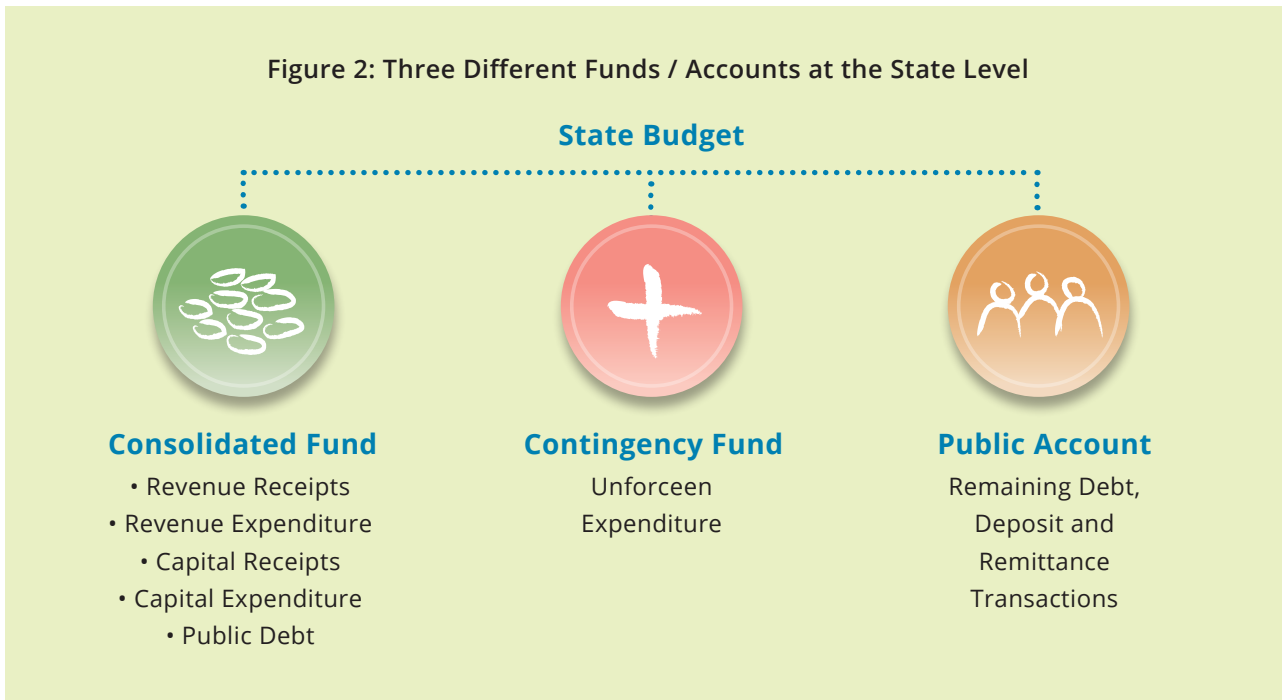 Figure 2: Three Different Funds / Accounts at the State Level
State Budget
Consolidated Fund
• Revenue Receipts
• Revenue Expenditure
• Capital Receipts
• Capital Expenditure
• Public Debt
Contingency Fund
Unforceen
Expenditure
Public Account
Remaining Debt,
Deposit and
Remittance
Transactions